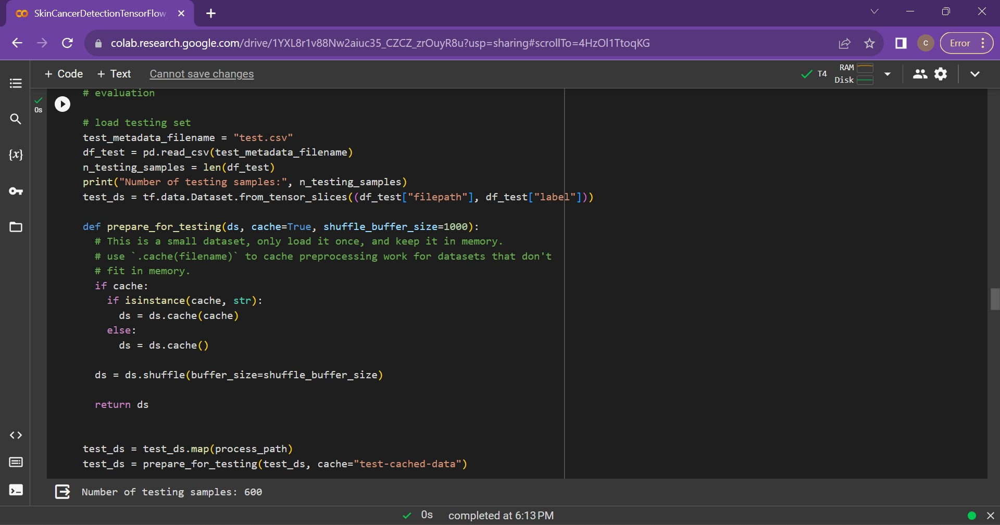 SkinCancerDetectionTensorFlow
colab.research.google.com/drive/1YXL8r1v88Nw2aiuc35_CZCZ_zrOuyR8u?usp=sharing#scrollTo=4HzOl1TtoqKG
C
Error
+ Code + Text Cannot save changes
T4
RAM
Disk
0s
# evaluation
# load testing set
test_metadata_filename = "test.csv"
df_test = pd.read_csv(test_metadata_filename)
n_testing_samples = len(df_test)
print("Number of testing samples:", n_testing_samples)
test_ds = tf.data.Dataset.from_tensor_slices((df_test["filepath"], df_test["label"]))
def prepare_for_testing(ds, cache=True, shuffle_buffer_size=1000):
# This is a small dataset, only load it once, and keep it in memory.
# use `.cache(filename)` to cache preprocessing work for datasets that don't
# fit in memory.
if cache:
if isinstance(cache, str):
ds = ds.cache(cache)
else:
ds = ds.cache()
ds = ds.shuffle(buffer_size=shuffle_buffer_size)
return ds
test_ds = test_ds.map(process_path)
test_ds = prepare_for_testing(test_ds, cache="test-cached-data")
Number of testing samples: 600
0s completed at 6:13 PM